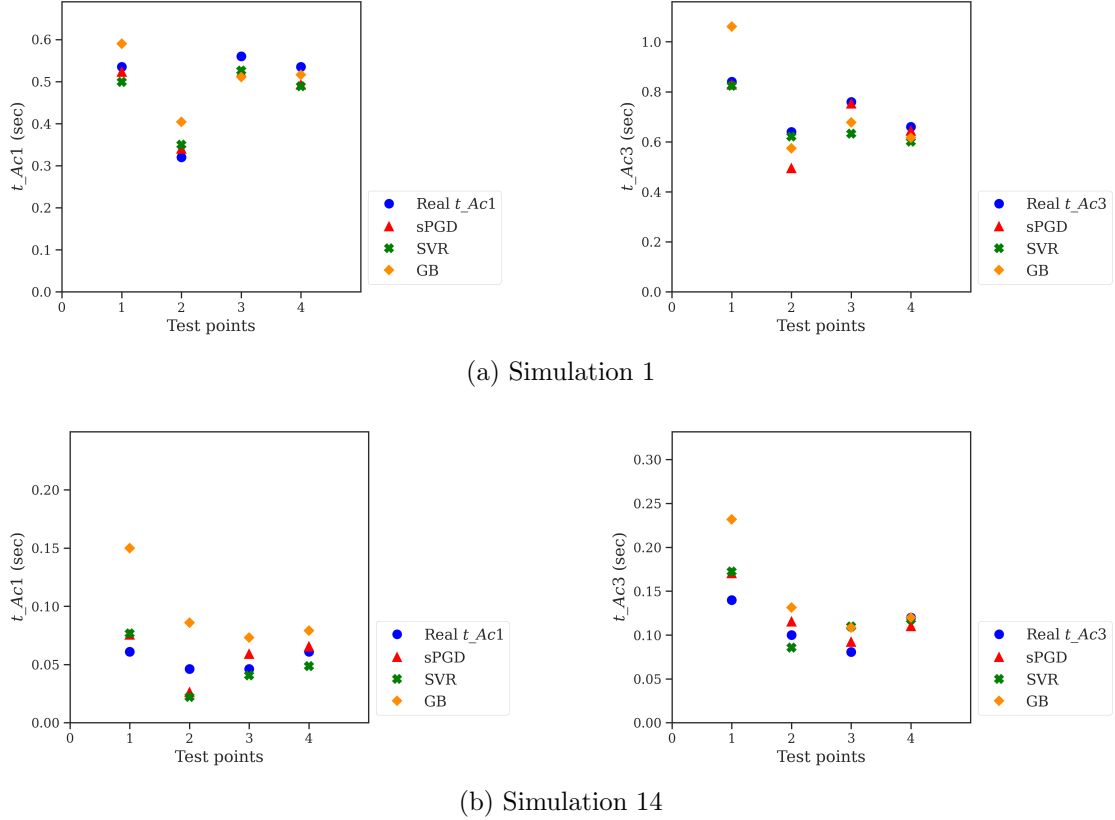 0.6
0.5
0.4
0.3
0.2
0.1
0.0
t_Ac1 (sec)
0
1
2
3
4
Test points
Real t_Ac1
sPGD
SVR
GB
1.0
0.8
0.6
0.4
0.2
0.0
t_Ac3 (sec)
0
1
2
3
4
Test points
Real t_Ac3
sPGD
SVR
GB
(a) Simulation 1
0.20
0.15
0.10
0.05
0.00
t_Ac1 (sec)
0
1
2
3
4
Test points
Real t_Ac1
sPGD
SVR
GB
0.30
0.25
0.20
0.15
0.10
0.05
0.00
t_Ac3 (sec)
0
1
2
3
4
Test points
Real t_Ac3
sPGD
SVR
GB
(b) Simulation 14